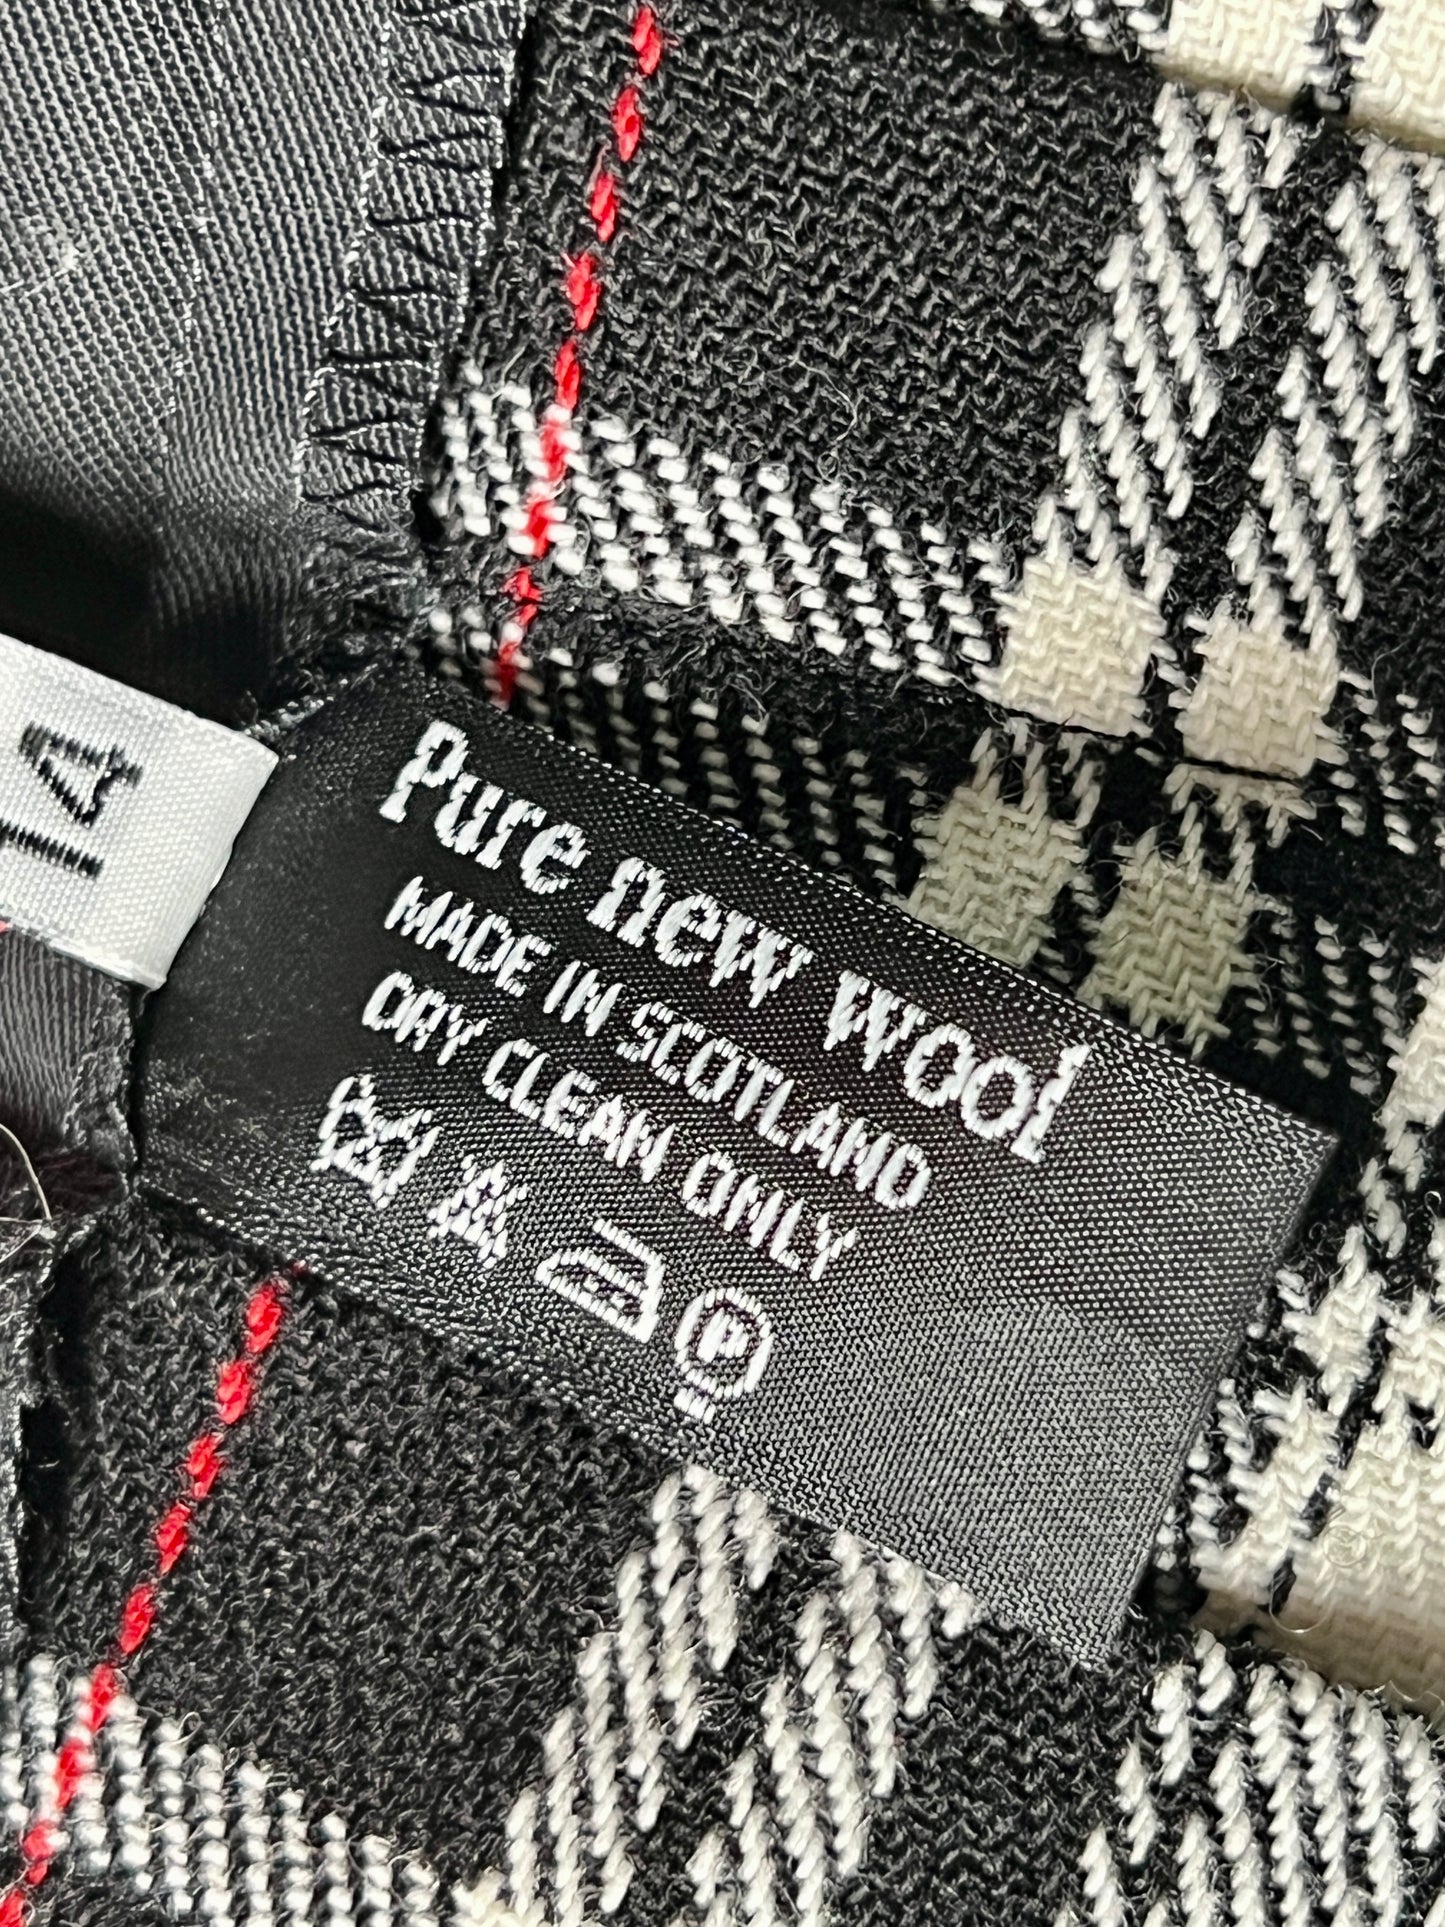 14
Pure new wool
MADE IN SCOTLAND
DRY CLEAN ONLY
P